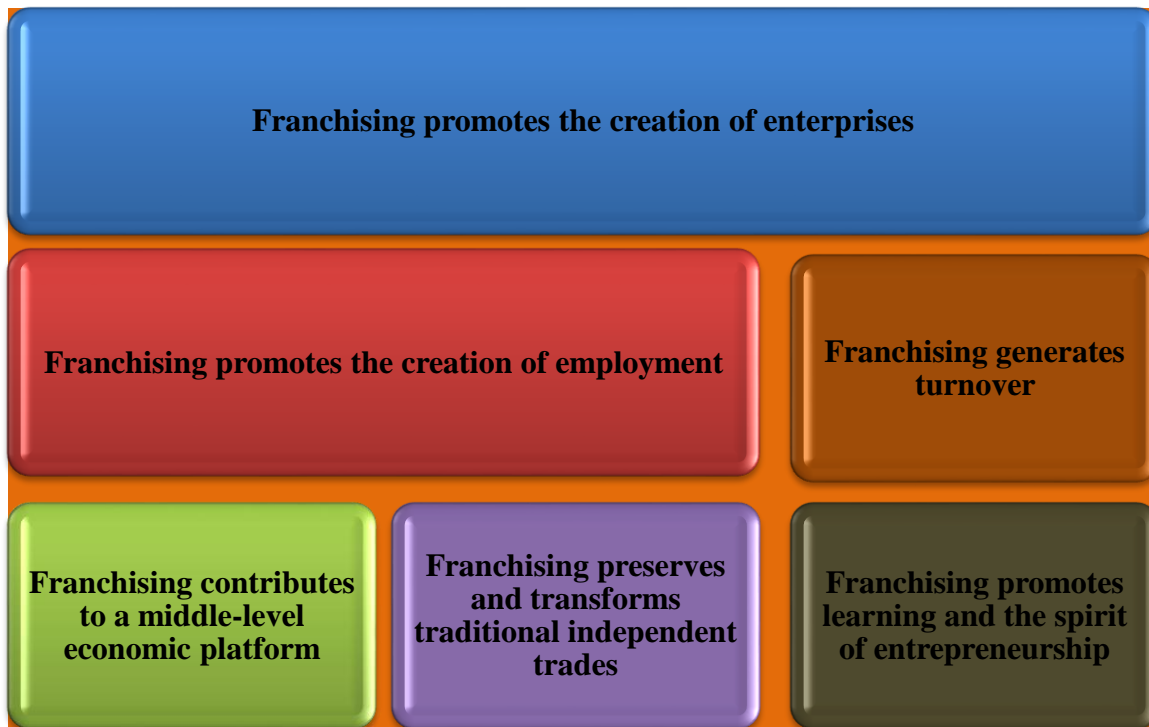 Franchising promotes the creation of enterprises
Franchising promotes the creation of employment
Franchising generates
turnover
Franchising contributes
to a middle-level
economic platform
Franchising preserves
and transforms
traditional independent
trades
Franchising promotes
learning and the spirit
of entrepreneurship